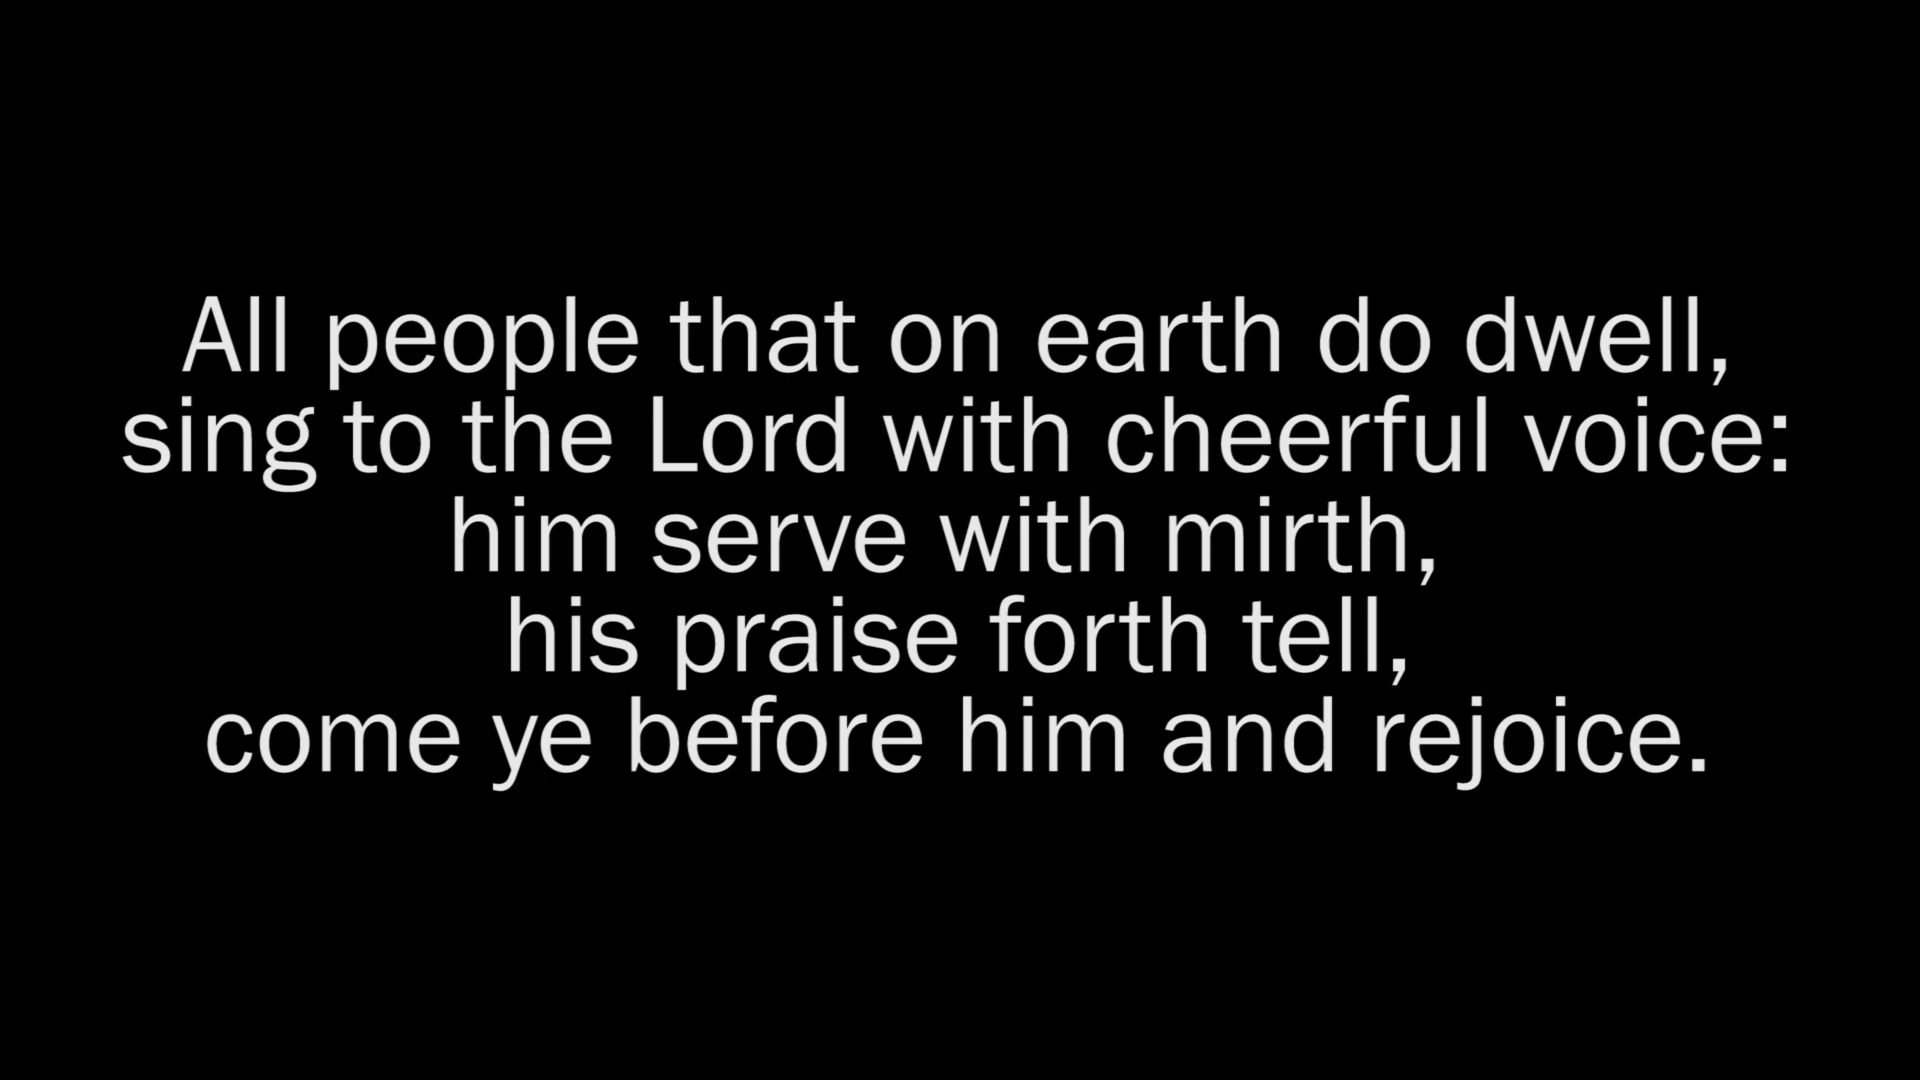 All people that on earth do dwell,
sing to the Lord with cheerful voice:
him serve with mirth,
his praise forth tell,
come ye before him and rejoice.